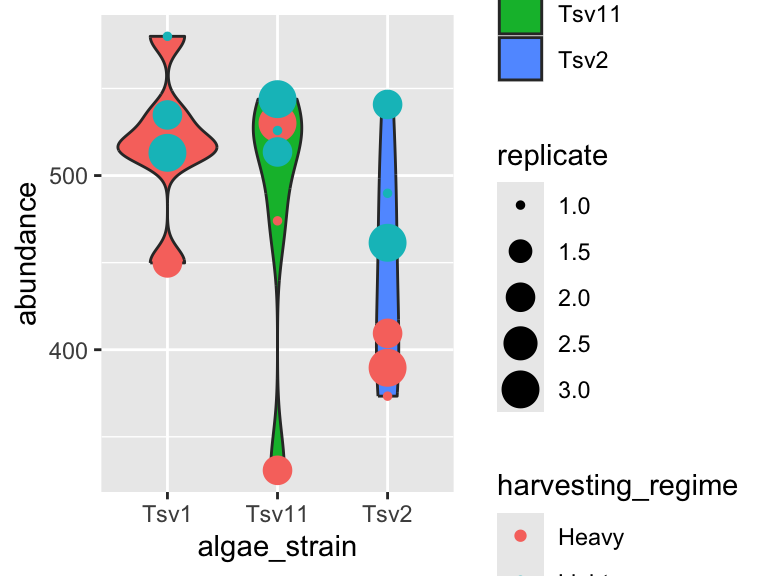 Tsv11
Tsv2
500
400
abundance
Tsv1 Tsv11 Tsv2
algae_strain
replicate
1.0
1.5
2.0
2.5
3.0
harvesting_regime
Heavy